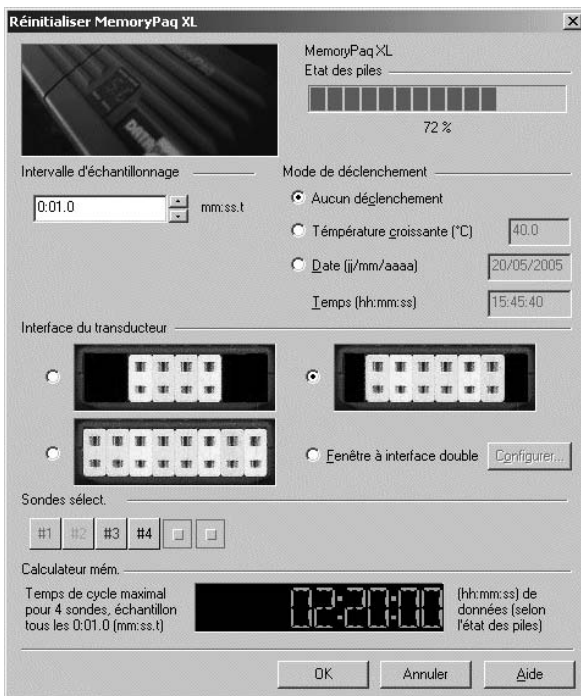 Réinitialiser MemoryPaq XL
MemoryPaq XL
Etat des piles
72 %
Intervalle d'échantillonnage
0:01.0
mm:ss.t
Mode de déclenchement
Aucun déclenchement
Témpérature croissante (°C)
40.0
Date (jj/mm/aaaa)
20/05/2005
Temps (hh:mm:ss)
15:45:40
Interface du transducteur
Fenêtre à interface double
Configurer...
Sondes sélect.
#1 #2 #3 #4
Calculateur mém.
Temps de cycle maximal
pour 4 sondes, échantillon
tous les 0:01.0 (mm:ss.t)
02:20:00
(hh:mm:ss) de
données (selon
l'état des piles)
OK
Annuler
Aide